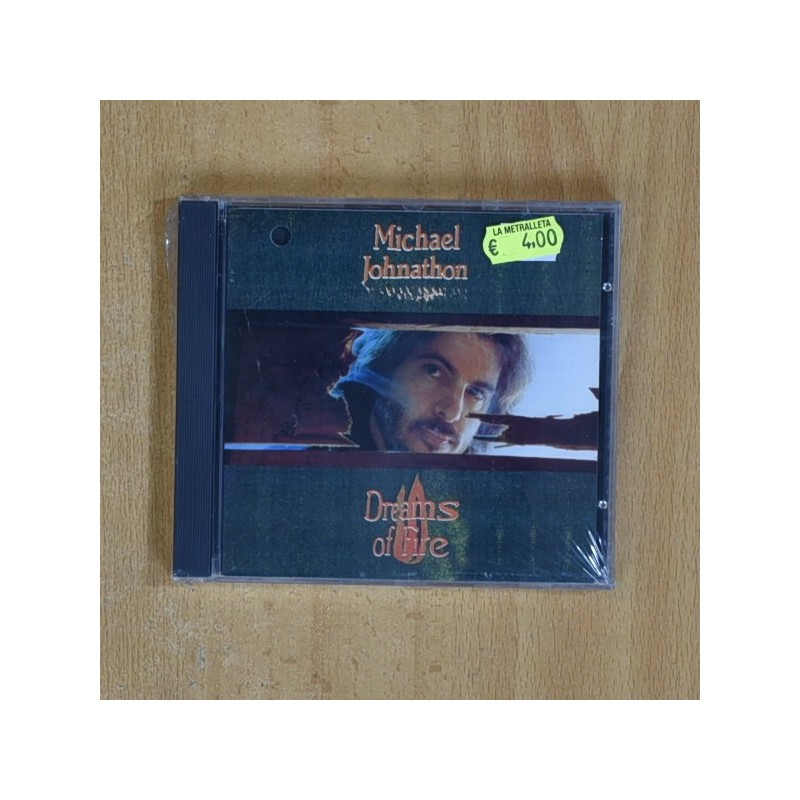 Michael
Johnathon
LA METRALLETA
€ 4,00
Dreams
of Fire